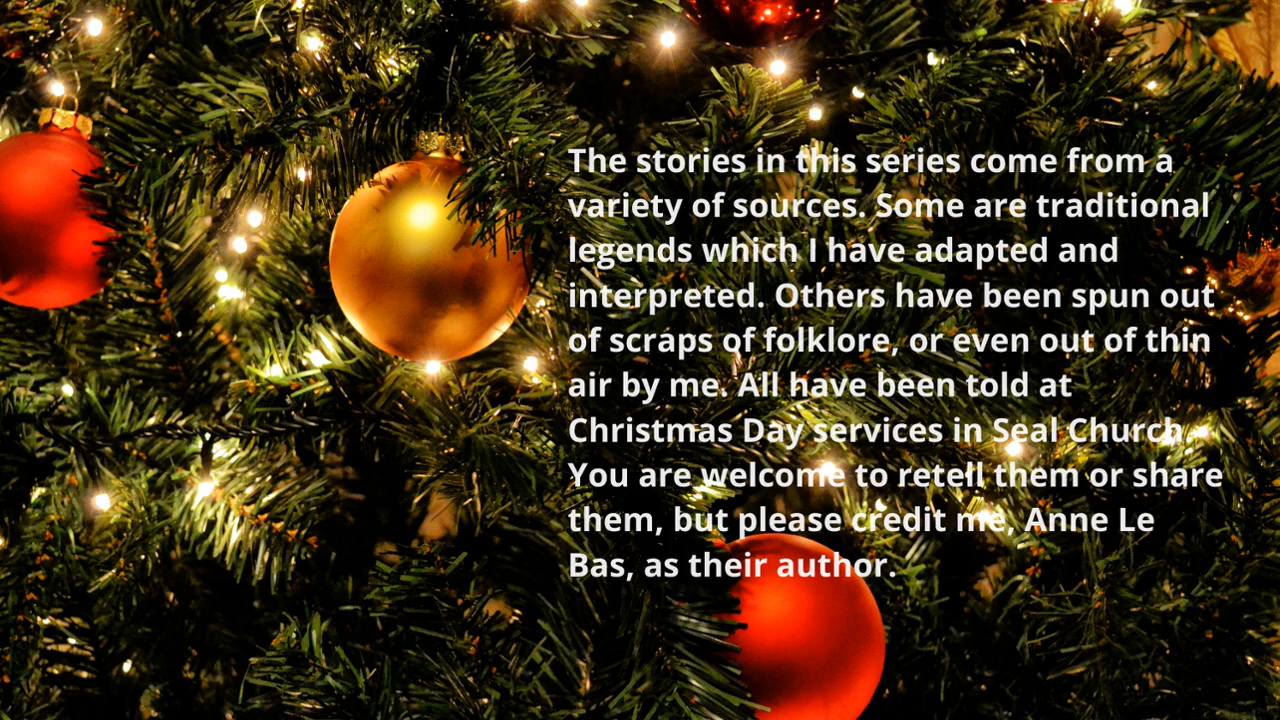 The stories in this series come from a
variety of sources. Some are traditional
legends which I have adapted and
interpreted. Others have been spun out
of scraps of folklore, or even out of thin
air by me. All have been told at
Christmas Day services in Seal Church.
You are welcome to retell them or share
them, but please credit me, Anne Le
Bas, as their author.